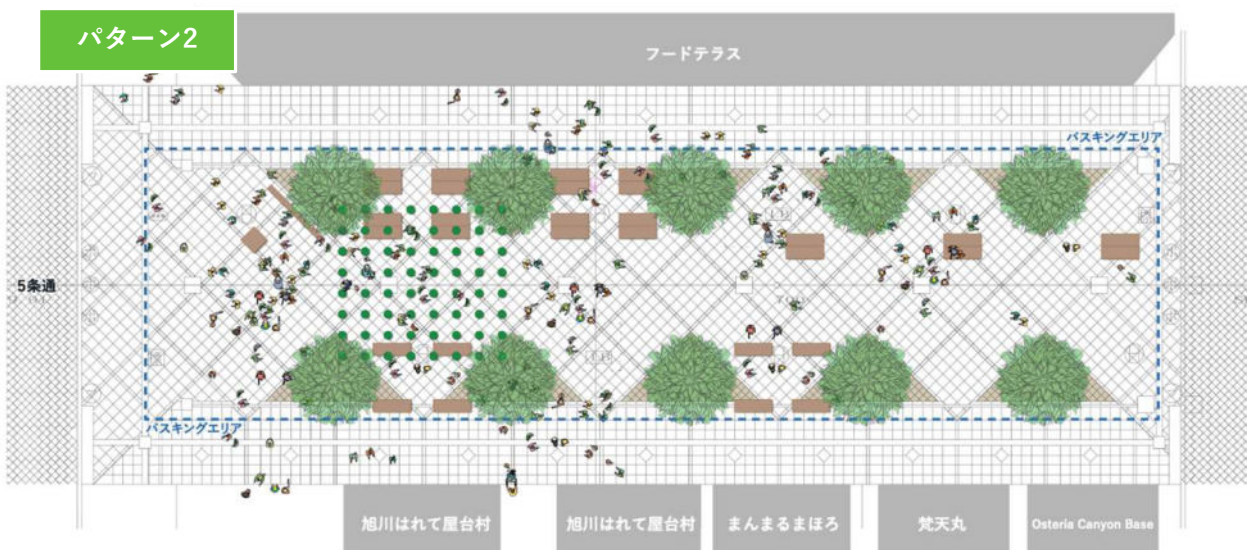 パターン2
フードテラス
バスキングエリア
5条通
バスキングエリア
旭川はれて屋台村
旭川はれて屋台村
まんまるまほろ
梵天丸
Osteria Canyon Base